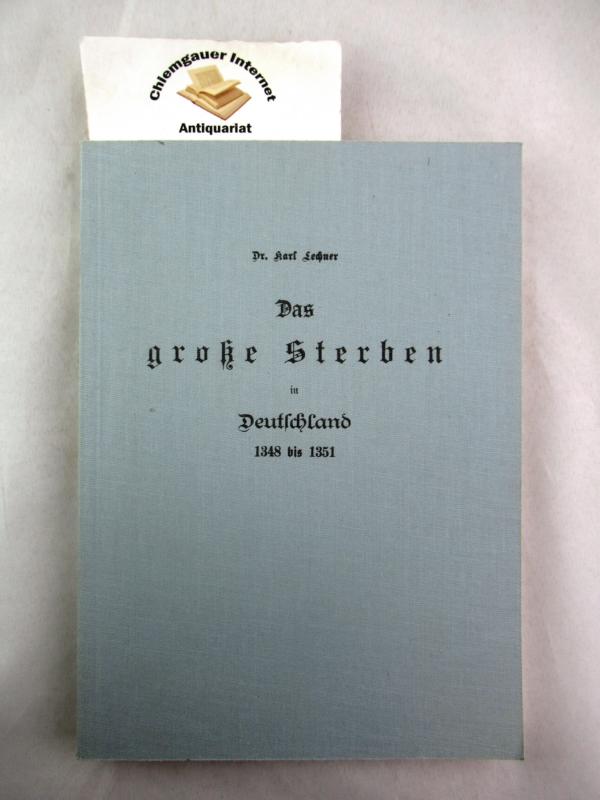 Chiemgauer Internet
Antiquariat
Dr. Karl Lechner
Das
große Sterben
in
Deutſchland
1348 bis 1351